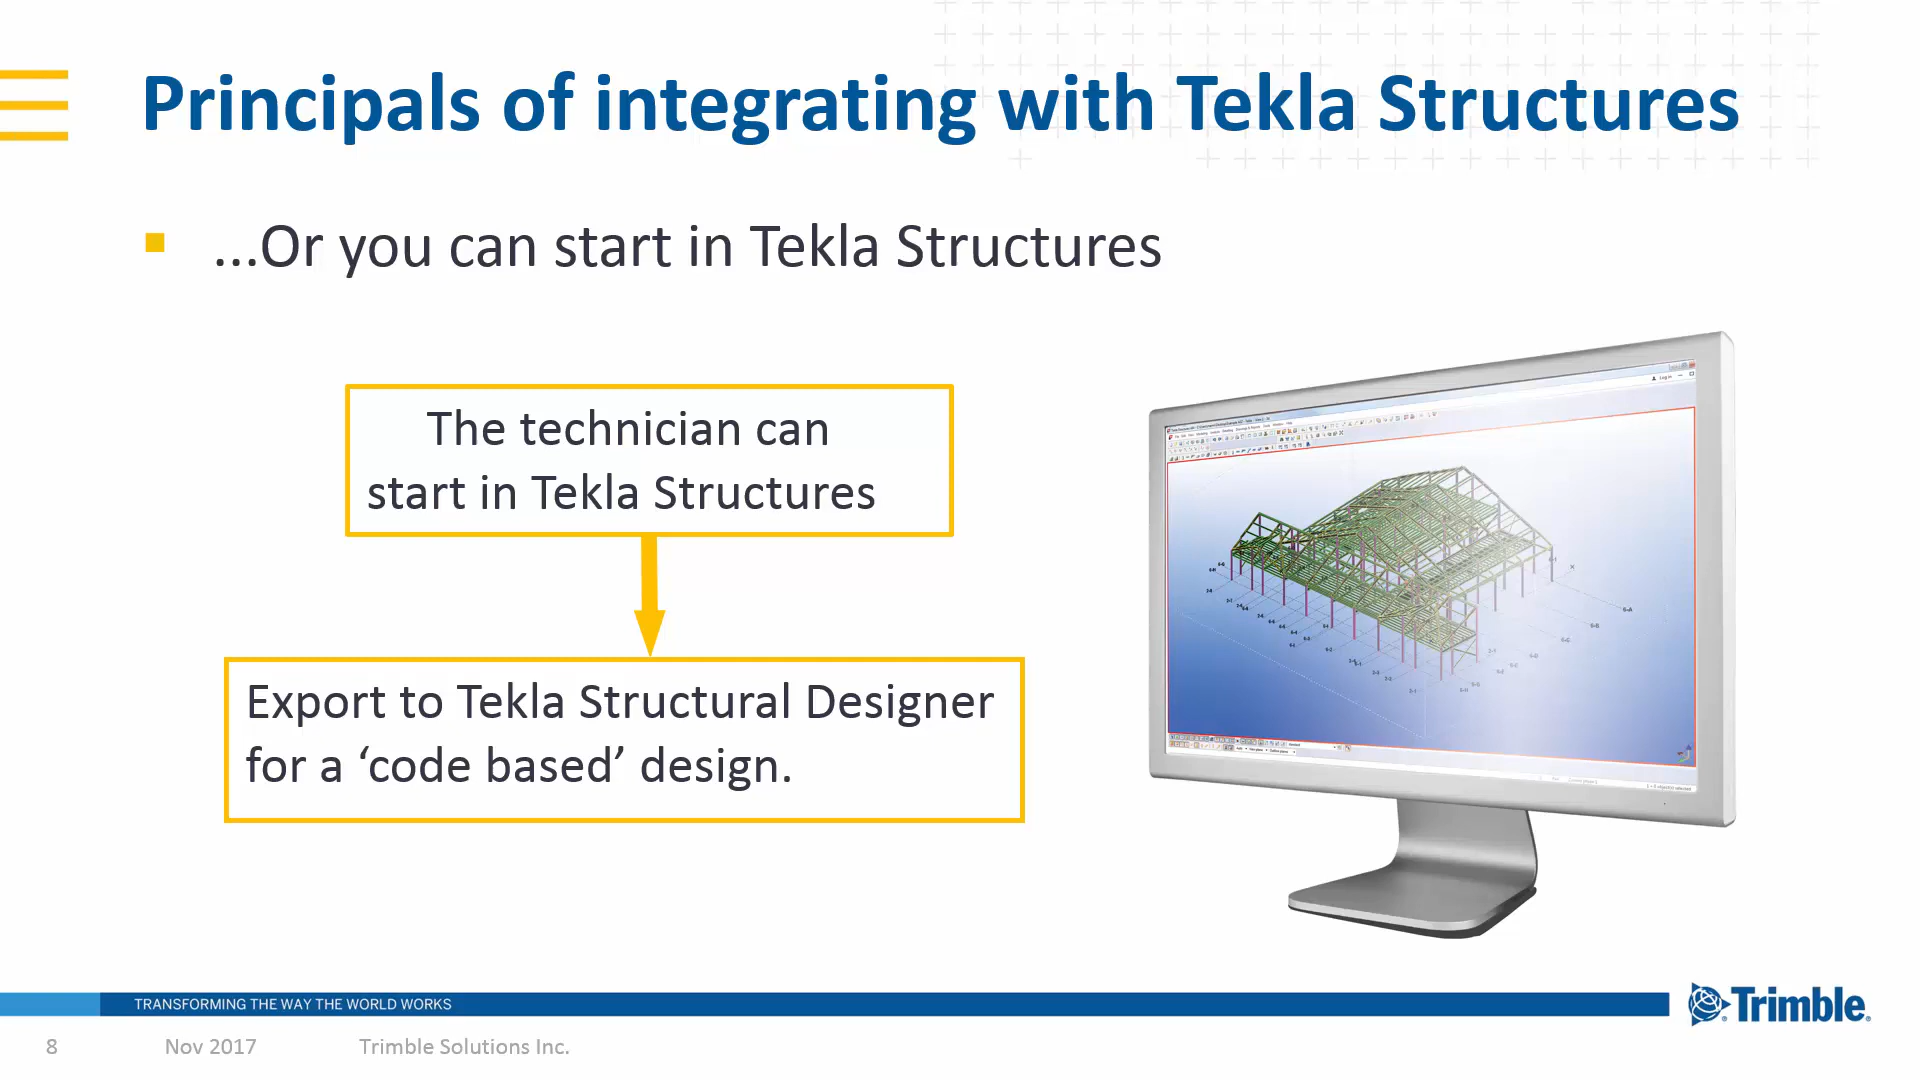 Principals of integrating with Tekla Structures
...Or you can start in Tekla Structures
The technician can
start in Tekla Structures
Export to Tekla Structural Designer
for a ‘code based’ design.
TRANSFORMING THE WAY THE WORLD WORKS
Trimble®
8 Nov 2017 Trimble Solutions Inc.